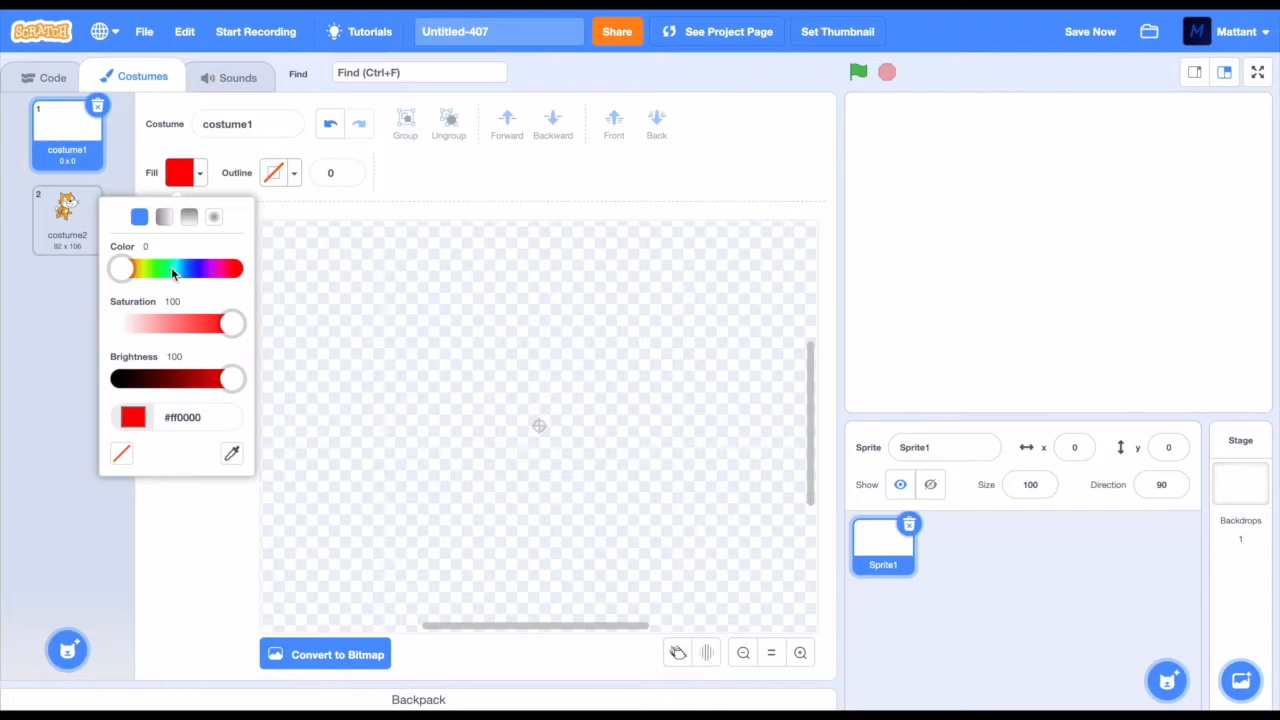 SCRATCH File Edit Start Recording Tutorials Untitled-407 Share See Project Page Set Thumbnail Save Now M Mattant
Code Costumes Sounds Find Find (Ctrl+F)
1
costume1
0 x 0
2
costume2
92 x 106
Costume costume1 Group Ungroup Forward Backward Front Back
Fill Outline 0
Color 0
Saturation 100
Brightness 100
#ff0000
Convert to Bitmap
Backpack
Sprite Sprite1 x 0 y 0
Show Size 100 Direction 90
Sprite1
Stage
Backdrops
1